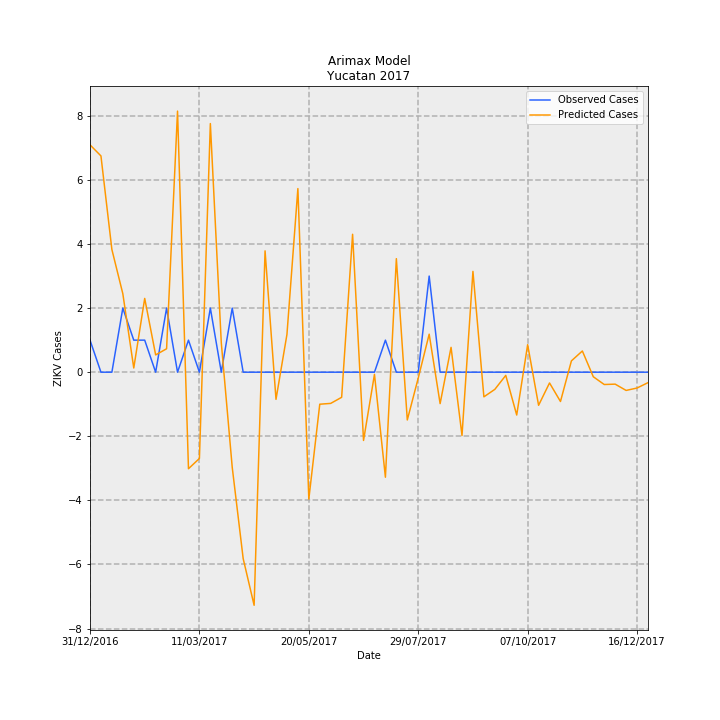 Arimax Model
Yucatan 2017
Observed Cases
Predicted Cases
8
6
4
2
0
−2
−4
−6
−8
ZIKV Cases
31/12/2016 11/03/2017 20/05/2017 29/07/2017 07/10/2017 16/12/2017
Date